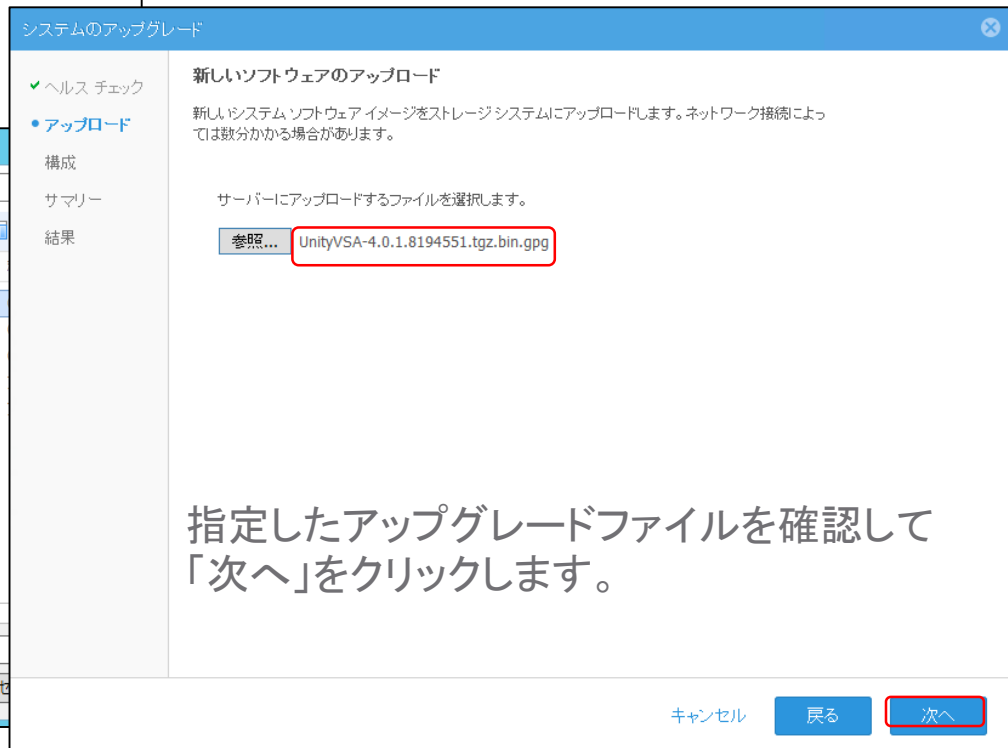 システムのアップグレード
ヘルス チェック
アップロード
構成
サマリー
結果
新しいソフトウェアのアップロード
新しいシステム ソフトウェア イメージをストレージ システムにアップロードします。ネットワーク接続によっ
ては数分かかる場合があります。
サーバーにアップロードするファイルを選択します。
参照... UnityVSA-4.0.1.8194551.tgz.bin.gpg
指定したアップグレードファイルを確認して
「次へ」をクリックします。
キャンセル 戻る 次へ